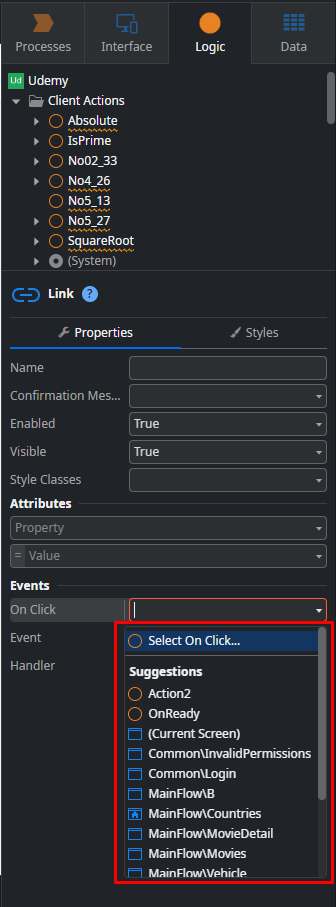 Processes Interface Logic Data
Ud Udemy
Client Actions
Absolute
IsPrime
No02_33
No4_26
No5_13
No5_27
SquareRoot
(System)
Link ?
Properties Styles
Name
Confirmation Mes...
Enabled True
Visible True
Style Classes
Attributes
Property
= Value
Events
On Click
Event Select On Click...
Handler Suggestions
Action2
OnReady
(Current Screen)
Common\InvalidPermissions
Common\Login
MainFlow\B
MainFlow\Countries
MainFlow\MovieDetail
MainFlow\Movies
MainFlow\Vehicle